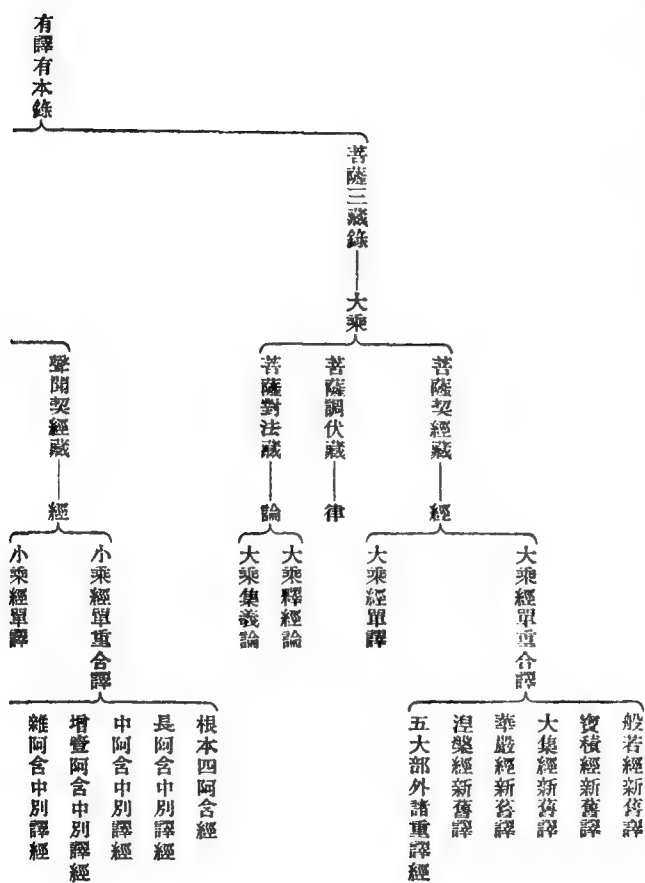 有譯有本錄
菩薩三藏錄
大乘
菩薩契經藏
經
大乘經單重合譯
般若經新舊譯
寶積經新舊譯
大集經新舊譯
華嚴經新舊譯
涅槃經新舊譯
五大部外諸重譯經
大乘經單譯
菩薩調伏藏
律
菩薩對法藏
論
大乘釋經論
大乘集義論
聲聞契經藏
經
小乘經單重合譯
根本四阿含經
長阿含中別譯經
中阿含中別譯經
增壹阿含中別譯經
雜阿含中別譯經
小乘經單譯